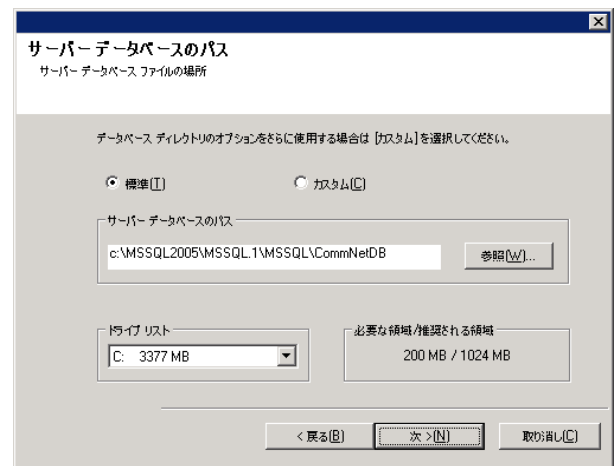 サーバー データベースのパス
サーバー データベース ファイルの場所
データベース ディレクトリのオプションをさらに使用する場合は [カスタム] を選択してください。
標準(T) カスタム(C)
サーバー データベースのパス
c:\MSSQL2005\MSSQL.1\MSSQL\CommNetDB 参照(W)...
ドライブ リスト 必要な領域/推奨される領域
C: 3377 MB 200 MB / 1024 MB
< 戻る(B) 次 >(N) 取り消し(C)